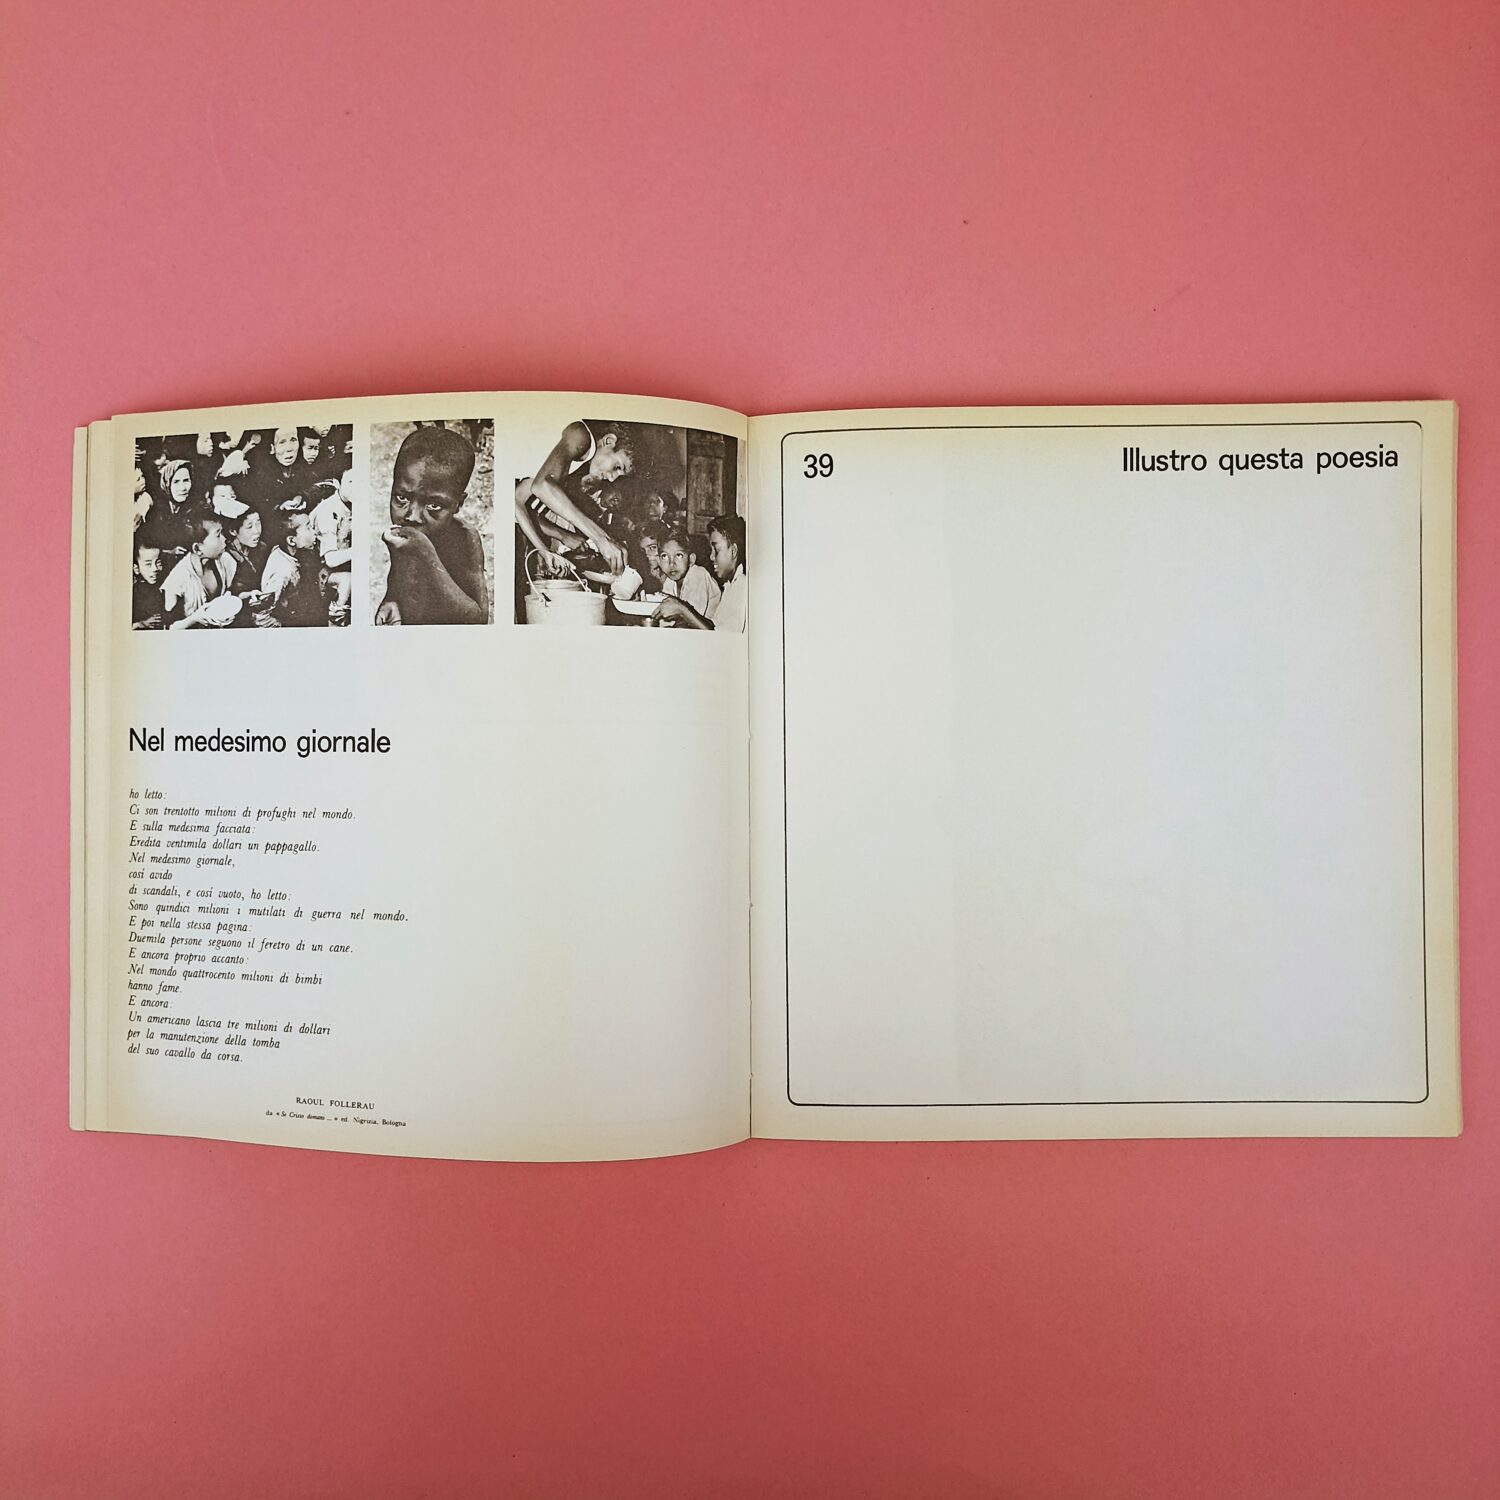 Nel medesimo giornale
ho letto:
Ci son trentotto milioni di profughi nel mondo.
E sulla medesima facciata:
Eredita ventimila dollari un pappagallo.
Nel medesimo giornale,
così avido
di scandali, e così vuoto, ho letto:
Sono quindici milioni i mutilati di guerra nel mondo.
E poi nella stessa pagina:
Duemila persone seguono il feretro di un cane.
E ancora proprio accanto:
Nel mondo quattrocento milioni di bimbi
hanno fame.
E ancora:
Un americano lascia tre milioni di dollari
per la manutenzione della tomba
del suo cavallo da corsa.
RAOUL FOLLERAU
da « Se Cristo domani ... » ed. Nigrizia, Bologna
39
Illustro questa poesia